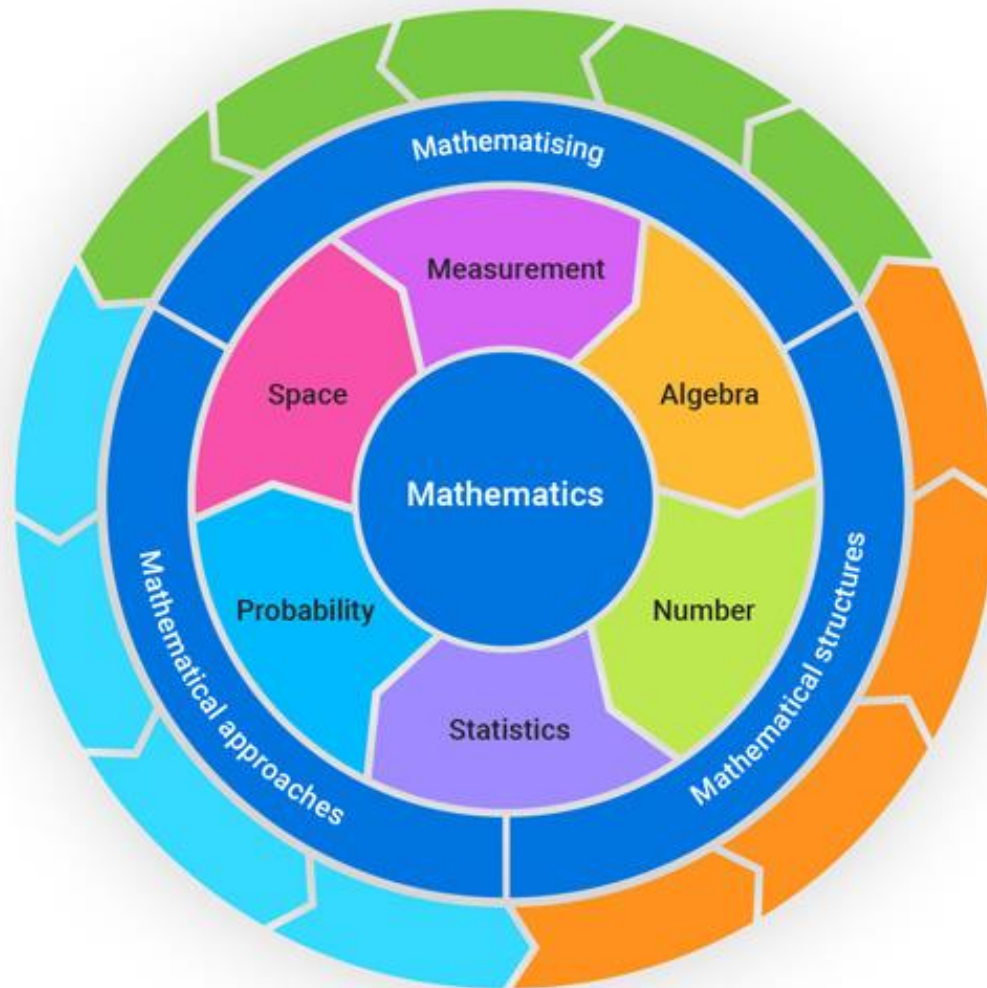 Mathematising
Measurement
Space
Algebra
Mathematics
Probability
Number
Statistics
Mathematical approaches
Mathematical structures